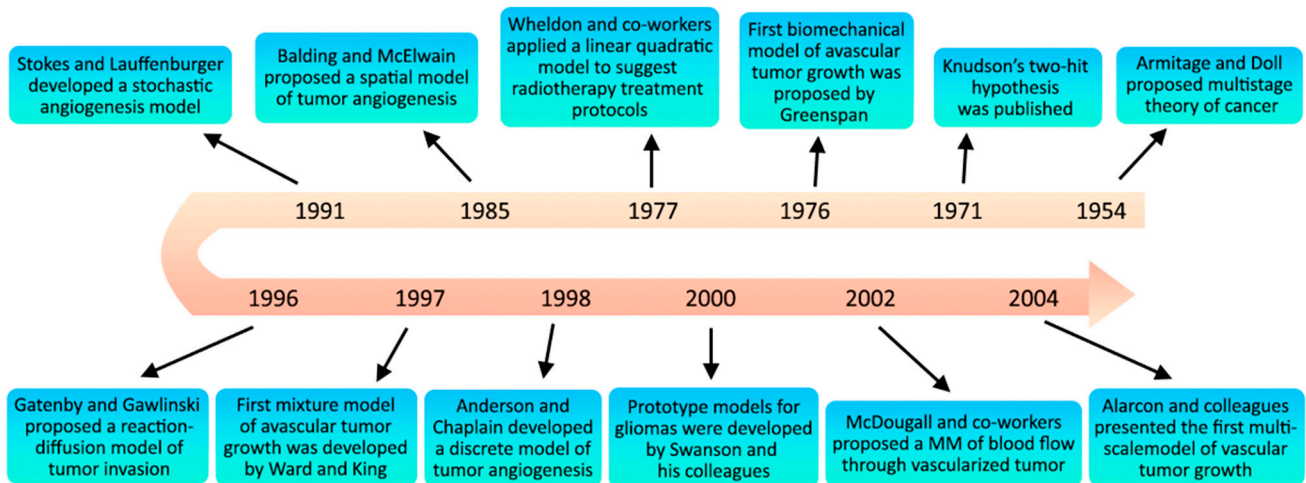 Stokes and Lauffenburger
developed a stochastic
angiogenesis model
Balding and McElwain
proposed a spatial model
of tumor angiogenesis
Wheldon and co-workers
applied a linear quadratic
model to suggest
radiotherapy treatment
protocols
First biomechanical
model of avascular
tumor growth was
proposed by
Greenspan
Knudson's two-hit
hypothesis
was published
Armitage and Doll
proposed multistage
theory of cancer
1991
1985
1977
1976
1971
1954
1996
1997
1998
2000
2002
2004
Gatenby and Gawlinski
proposed a reaction-
diffusion model of
tumor invasion
First mixture model
of avascular tumor
growth was developed
by Ward and King
Anderson and
Chaplain developed
a discrete model of
tumor angiogenesis
Prototype models for
gliomas were developed
by Swanson and
his colleagues
McDougall and co-workers
proposed a MM of blood flow
through vascularized tumor
Alarcon and colleagues
presented the first multi-
scalemodel of vascular
tumor growth